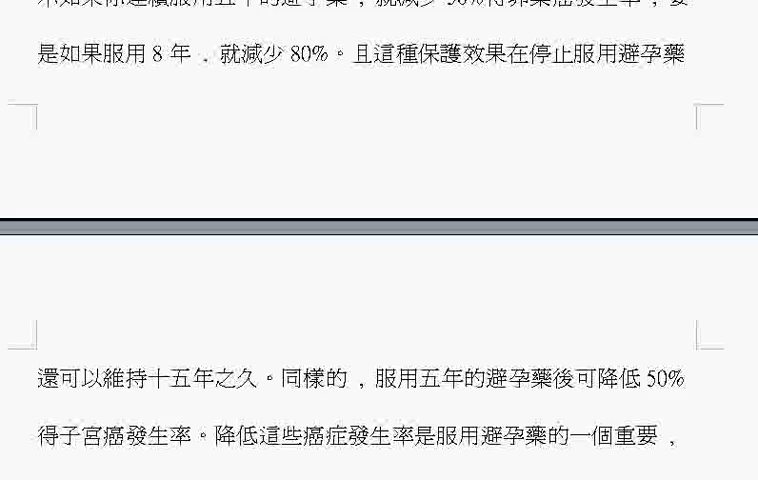 是如果服用 8 年，就減少 80%。且這種保護效果在停止服用避孕藥
還可以維持十五年之久。同樣的，服用五年的避孕藥後可降低 50%
得子宮癌發生率。降低這些癌症發生率是服用避孕藥的一個重要，